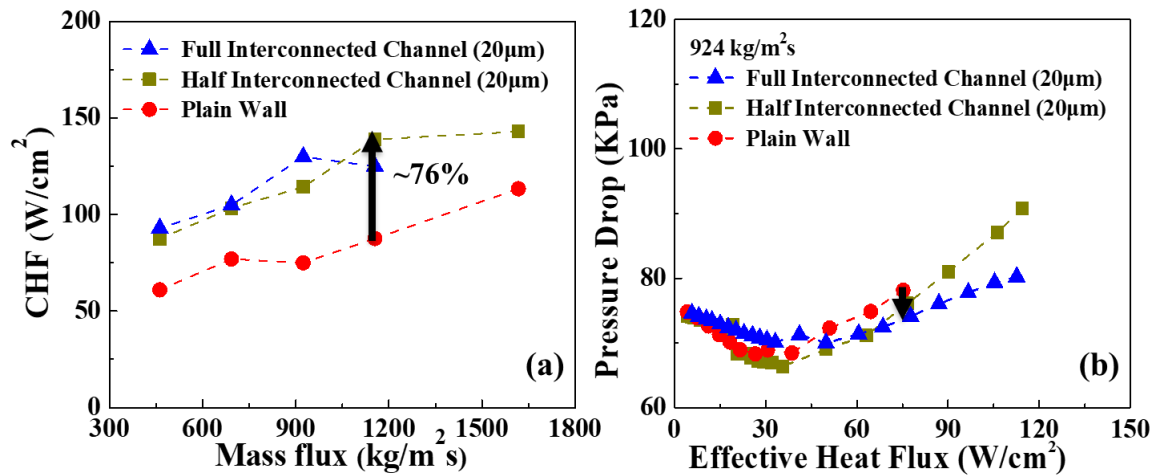 200
150
100
50
0
CHF (W/cm²)
Full Interconnected Channel (20μm)
Half Interconnected Channel (20μm)
Plain Wall
~76%
(a)
300 600 900 1200 1500 1800
Mass flux (kg/m²s)
120
100
80
60
Pressure Drop (KPa)
924 kg/m²s
Full Interconnected Channel (20μm)
Half Interconnected Channel (20μm)
Plain Wall
(b)
0 30 60 90 120 150
Effective Heat Flux (W/cm²)